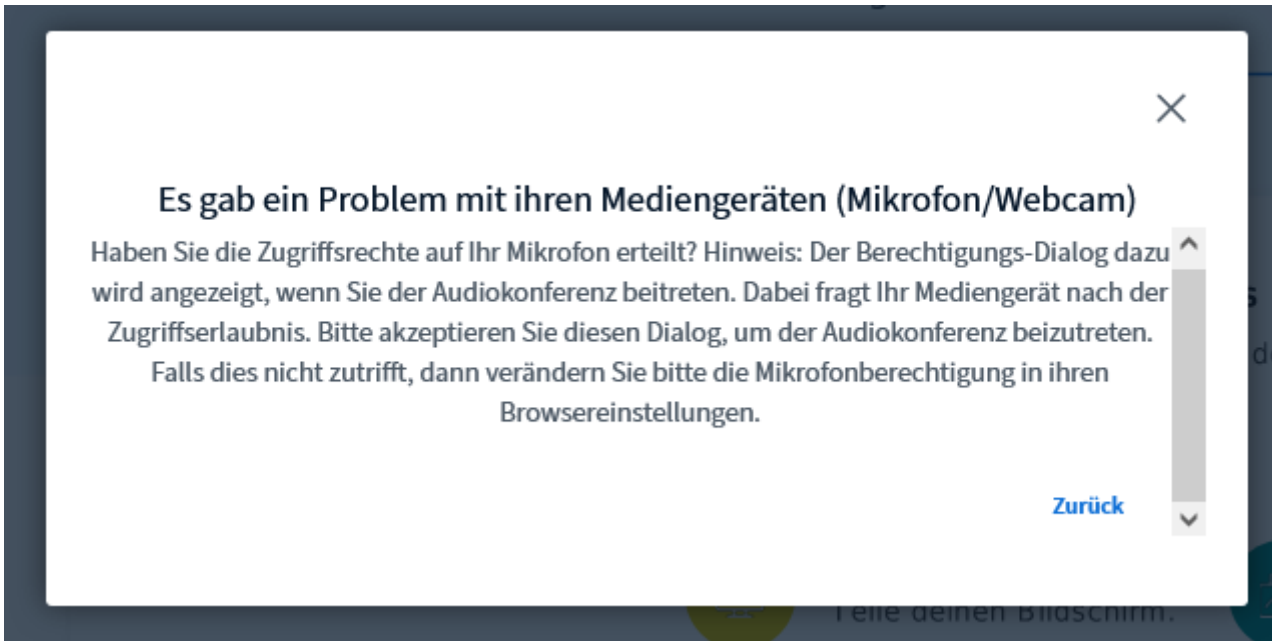 Es gab ein Problem mit ihren Mediengeräten (Mikrofon/Webcam)
Haben Sie die Zugriffsrechte auf Ihr Mikrofon erteilt? Hinweis: Der Berechtigungs-Dialog dazu
wird angezeigt, wenn Sie der Audiokonferenz beitreten. Dabei fragt Ihr Mediengerät nach der
Zugriffserlaubnis. Bitte akzeptieren Sie diesen Dialog, um der Audiokonferenz beizutreten.
Falls dies nicht zutrifft, dann verändern Sie bitte die Mikrofonberechtigung in ihren
Browsereinstellungen.
Zurück
Teile deinen Bildschirm.